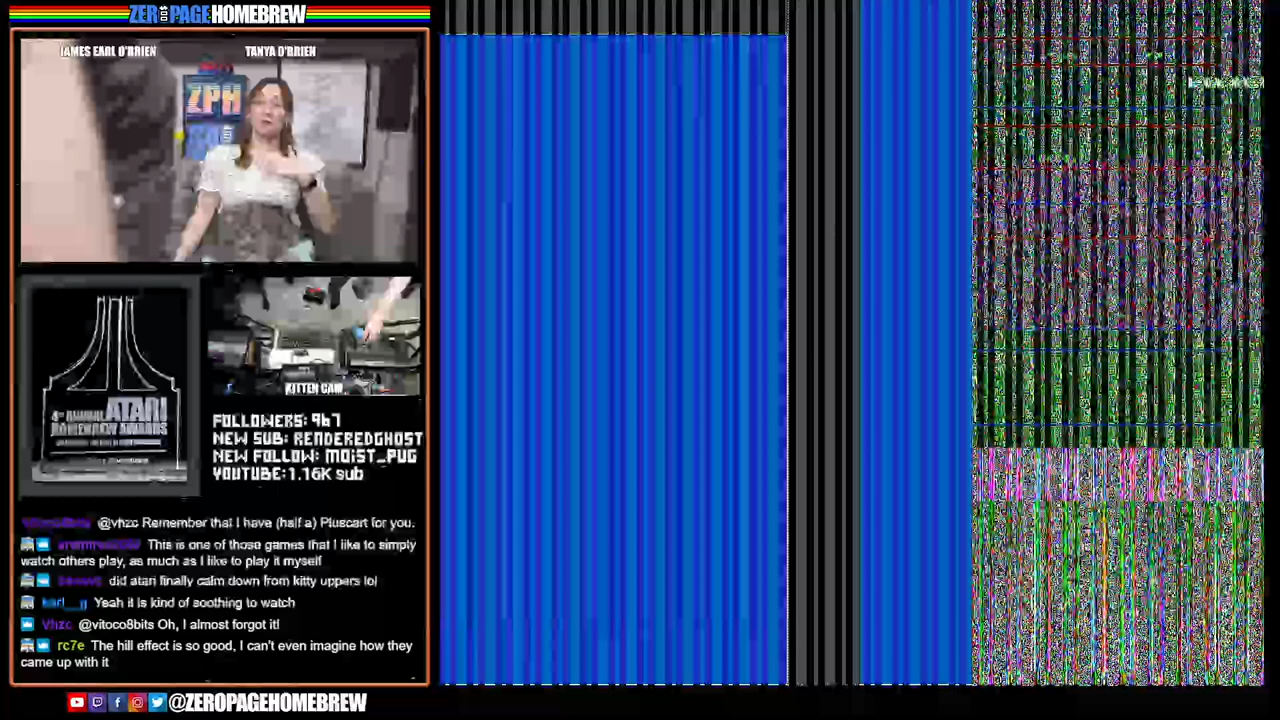 ZEROPAGEHOMEBREW
JAMES EARL O'BRIEN
TANYA O'BRIEN
ZPH
KITTEN CAM
4th ANNUAL ATARI
HOMEBREW AWARDS
FOLLOWERS: 967
NEW SUB: RENDEREDGHOST
NEW FOLLOW: MOIST_PUG
YOUTUBE: 1.16K sub
@vhzc Remember that I have (half a) Pluscart for you.
This is one of those games that I like to simply
watch others play, as much as I like to play it myself
did atari finally calm down from kitty uppers lol
karl__g Yeah it is kind of soothing to watch
Vhzc @vitoco8bits Oh, I almost forgot it!
rc7e The hill effect is so good, I can't even imagine how they
came up with it
@ZEROPAGEHOMEBREW